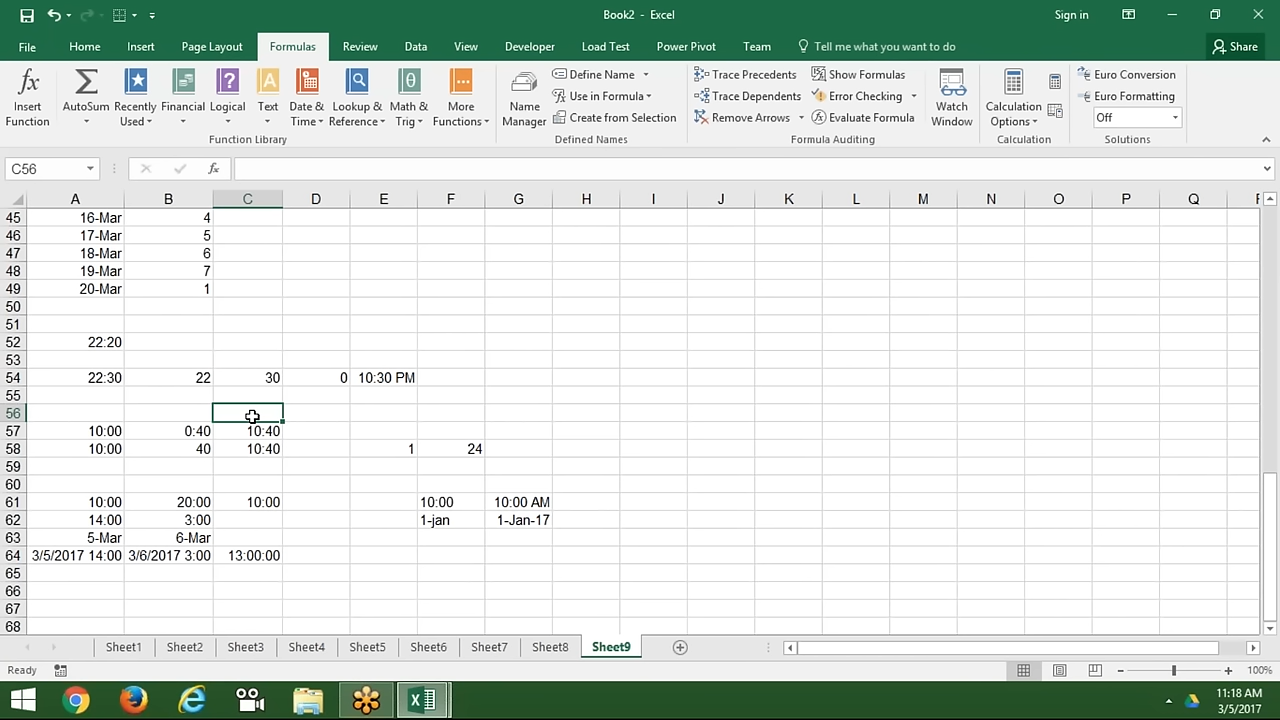 Book2 - Excel
Sign in
File Home Insert Page Layout Formulas Review Data View Developer Load Test Power Pivot Team Tell me what you want to do Share
Insert Function
AutoSum
Recently Used
Financial
Logical
Text
Date & Time
Lookup & Reference
Math & Trig
More Functions
Function Library
Name Manager
Define Name
Use in Formula
Create from Selection
Defined Names
Trace Precedents
Trace Dependents
Remove Arrows
Show Formulas
Error Checking
Evaluate Formula
Formula Auditing
Watch Window
Calculation Options
Calculation
Euro Conversion
Euro Formatting
Off
Solutions
C56 fx
A B C D E F G H I J K L M N O P Q
45 16-Mar 4
46 17-Mar 5
47 18-Mar 6
48 19-Mar 7
49 20-Mar 1
50
51
52 22:20
53
54 22:30 22 30 0 10:30 PM
55
56
57 10:00 0:40 10:40
58 10:00 40 10:40 1 24
59
60
61 10:00 20:00 10:00 10:00 10:00 AM
62 14:00 3:00 1-jan 1-Jan-17
63 5-Mar 6-Mar
64 3/5/2017 14:00 3/6/2017 3:00 13:00:00
65
66
67
68
Sheet1 Sheet2 Sheet3 Sheet4 Sheet5 Sheet6 Sheet7 Sheet8 Sheet9
Ready 100%
11:18 AM
3/5/2017